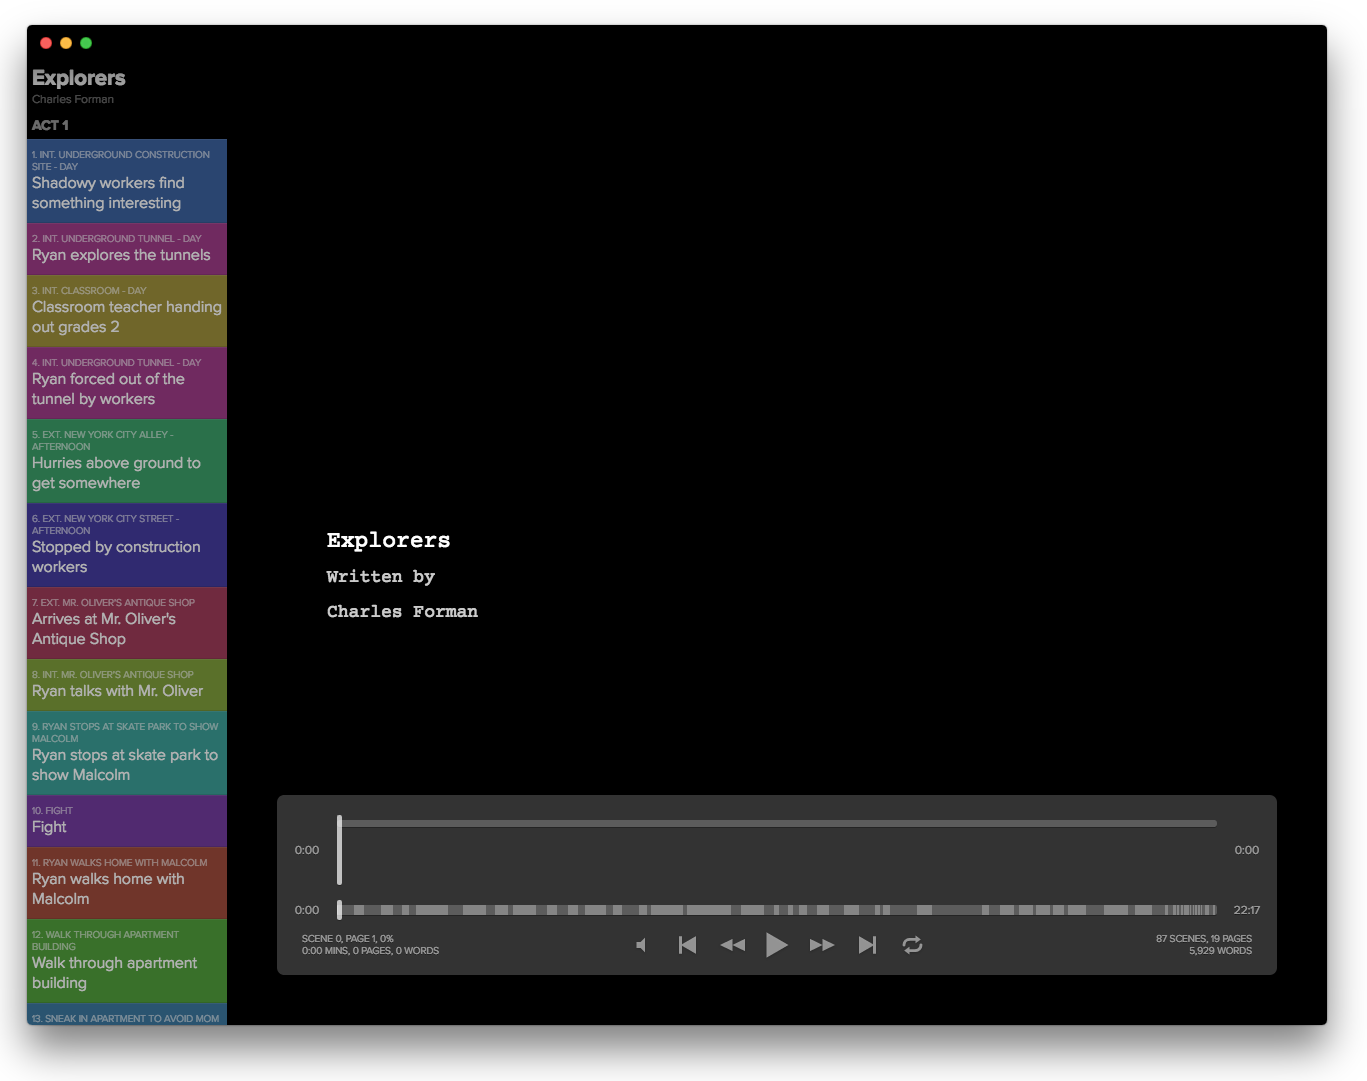 Explorers
Charles Forman
ACT 1
1. INT. UNDERGROUND CONSTRUCTION
SITE - DAY
Shadowy workers find
something interesting
2. INT. UNDERGROUND TUNNEL - DAY
Ryan explores the tunnels
3. INT. CLASSROOM - DAY
Classroom teacher handing
out grades 2
4. INT. UNDERGROUND TUNNEL - DAY
Ryan forced out of the
tunnel by workers
5. EXT. NEW YORK CITY ALLEY -
AFTERNOON
Hurries above ground to
get somewhere
6. EXT. NEW YORK CITY STREET -
AFTERNOON
Stopped by construction
workers
7. EXT. MR. OLIVER'S ANTIQUE SHOP
Arrives at Mr. Oliver's
Antique Shop
8. INT. MR. OLIVER'S ANTIQUE SHOP
Ryan talks with Mr. Oliver
9. RYAN STOPS AT SKATE PARK TO SHOW
MALCOLM
Ryan stops at skate park to
show Malcolm
10. FIGHT
Fight
11. RYAN WALKS HOME WITH MALCOLM
Ryan walks home with
Malcolm
12. WALK THROUGH APARTMENT
BUILDING
Walk through apartment
building
13. SNEAK IN APARTMENT TO AVOID MOM
Explorers
Written by
Charles Forman
0:00
0:00
0:00
22:17
SCENE 0, PAGE 1, 0%
0:00 MINS, 0 PAGES, 0 WORDS
87 SCENES, 19 PAGES
5,929 WORDS